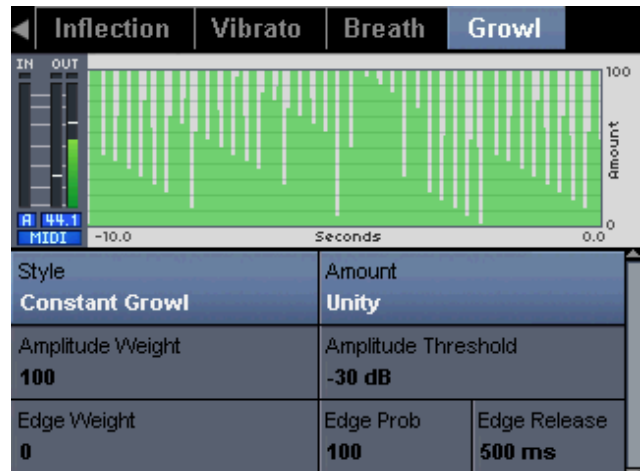 Inflection Vibrato Breath Growl
IN OUT
100
Amount
0
A 44.1
MIDI
-10.0 Seconds 0.0
Style Amount
Constant Growl Unity
Amplitude Weight Amplitude Threshold
100 -30 dB
Edge Weight Edge Prob Edge Release
0 100 500 ms